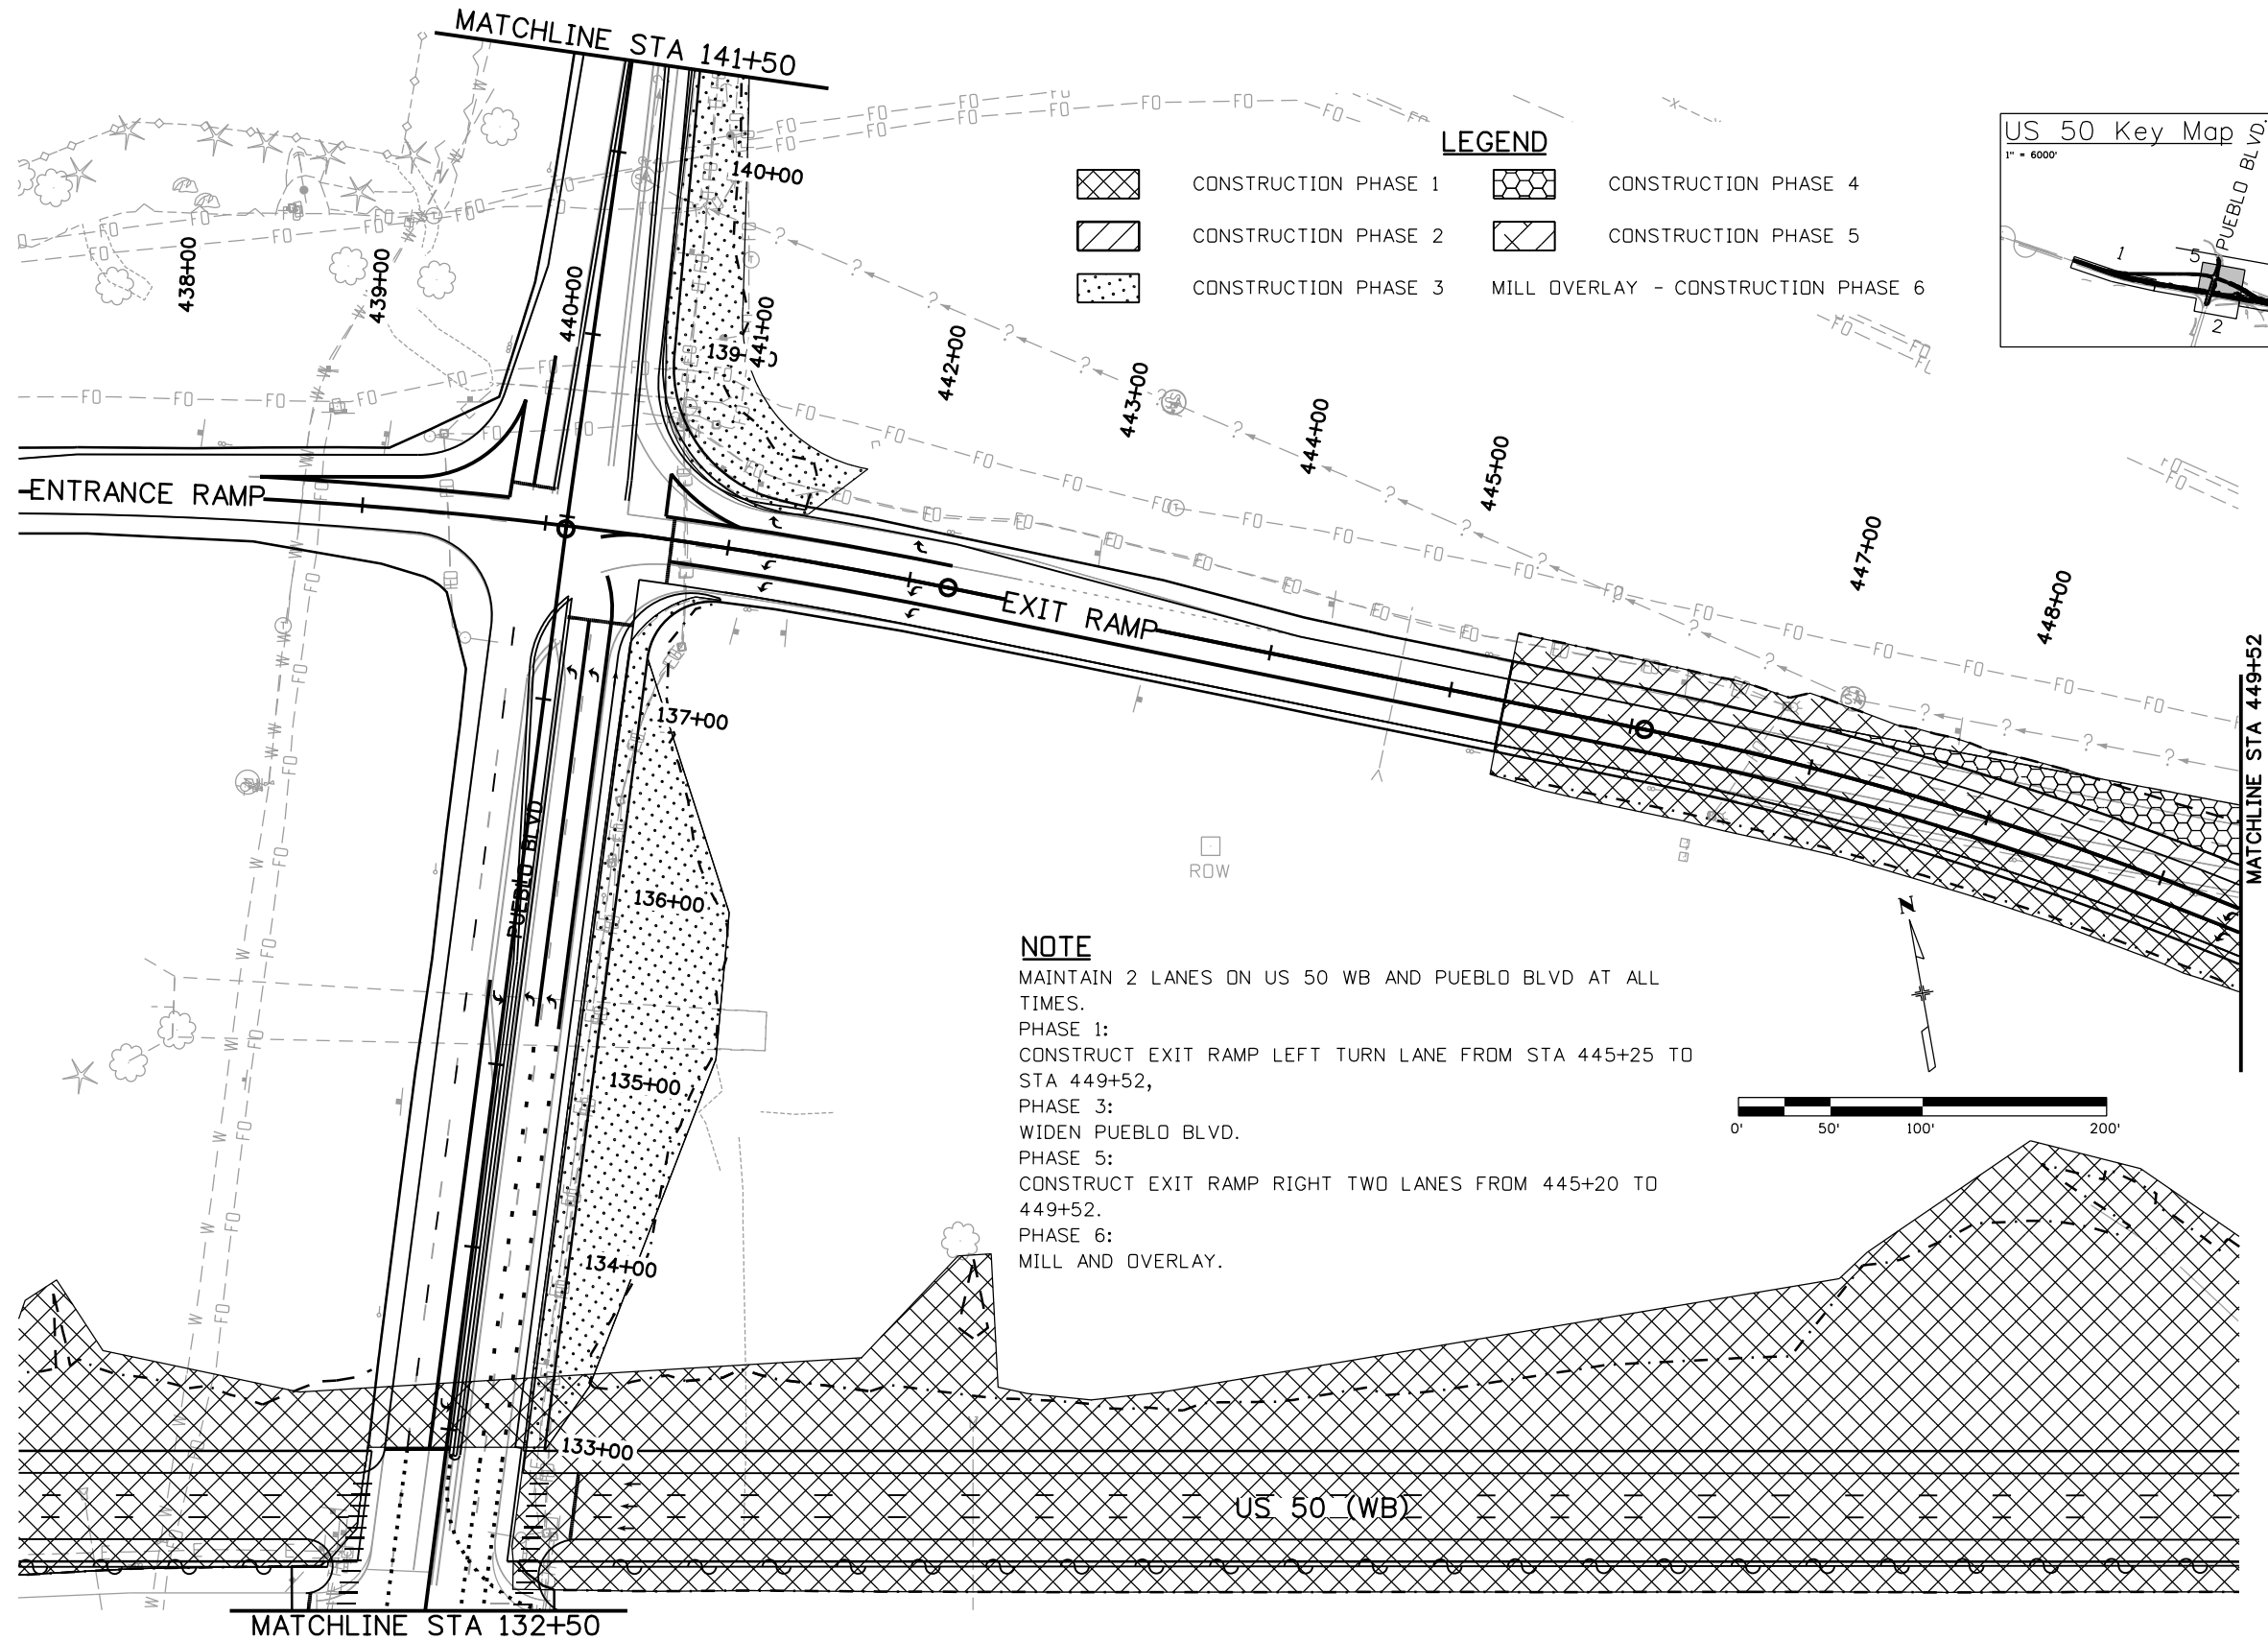 MATCHLINE STA 141+50
LEGEND
CONSTRUCTION PHASE 1
CONSTRUCTION PHASE 4
CONSTRUCTION PHASE 2
CONSTRUCTION PHASE 5
CONSTRUCTION PHASE 3
MILL OVERLAY - CONSTRUCTION PHASE 6
US 50 Key Map
1" = 6000'
PUEBLO BLVD.
1
5
2
140+00
438+00
439+00
440+00
441+00
442+00
443+00
444+00
445+00
447+00
448+00
ENTRANCE RAMP
EXIT RAMP
MATCHLINE STA 449+52
137+00
PUEBLO BLVD
136+00
ROW
N
NOTE
MAINTAIN 2 LANES ON US 50 WB AND PUEBLO BLVD AT ALL
TIMES.
PHASE 1:
CONSTRUCT EXIT RAMP LEFT TURN LANE FROM STA 445+25 TO
STA 449+52,
PHASE 3:
WIDEN PUEBLO BLVD.
PHASE 5:
CONSTRUCT EXIT RAMP RIGHT TWO LANES FROM 445+20 TO
449+52.
PHASE 6:
MILL AND OVERLAY.
135+00
0' 50' 100' 200'
134+00
133+00
US 50 (WB)
MATCHLINE STA 132+50